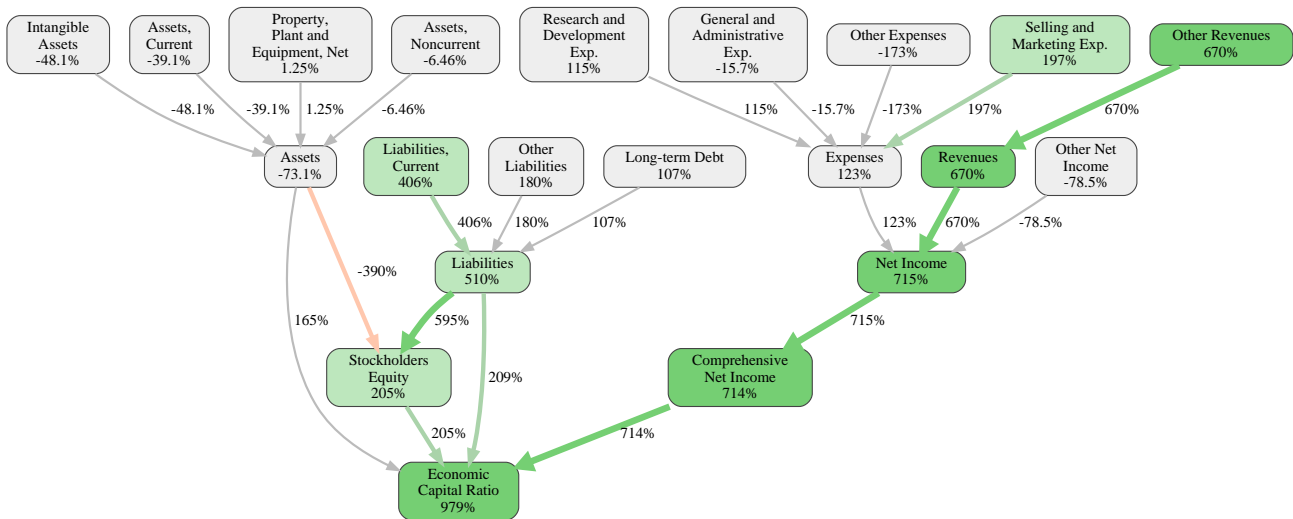 Intangible
Assets
-48.1%
Assets,
Current
-39.1%
Property,
Plant and
Equipment, Net
1.25%
Assets,
Noncurrent
-6.46%
Research and
Development
Exp.
115%
General and
Administrative
Exp.
-15.7%
Other Expenses
-173%
Selling and
Marketing Exp.
197%
Other Revenues
670%
-48.1%
-39.1%
1.25%
-6.46%
115%
-15.7%
-173%
197%
670%
Assets
-73.1%
Liabilities,
Current
406%
Other
Liabilities
180%
Long-term Debt
107%
Expenses
123%
Revenues
670%
Other Net
Income
-78.5%
406%
180%
107%
123%
670%
-78.5%
-390%
Liabilities
510%
Net Income
715%
165%
595%
715%
Stockholders
Equity
205%
209%
Comprehensive
Net Income
714%
205%
714%
Economic
Capital Ratio
979%